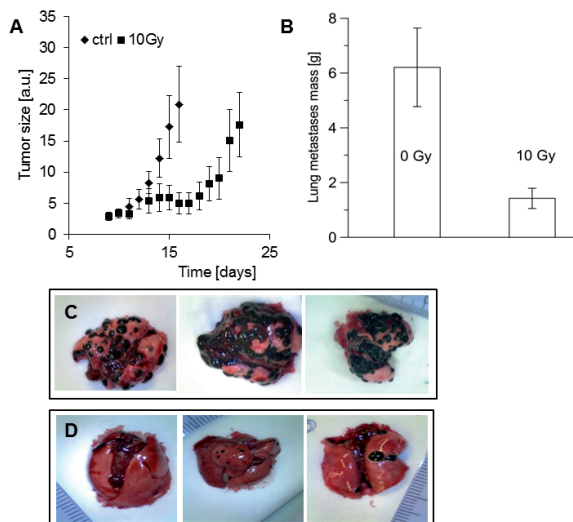 A
ctrl 10Gy
Tumor size [a.u.]
35
30
25
20
15
10
5
0
5 15 25
Time [days]
B
Lung metastases mass [g]
8
6
4
2
0
0 Gy
10 Gy
C
D